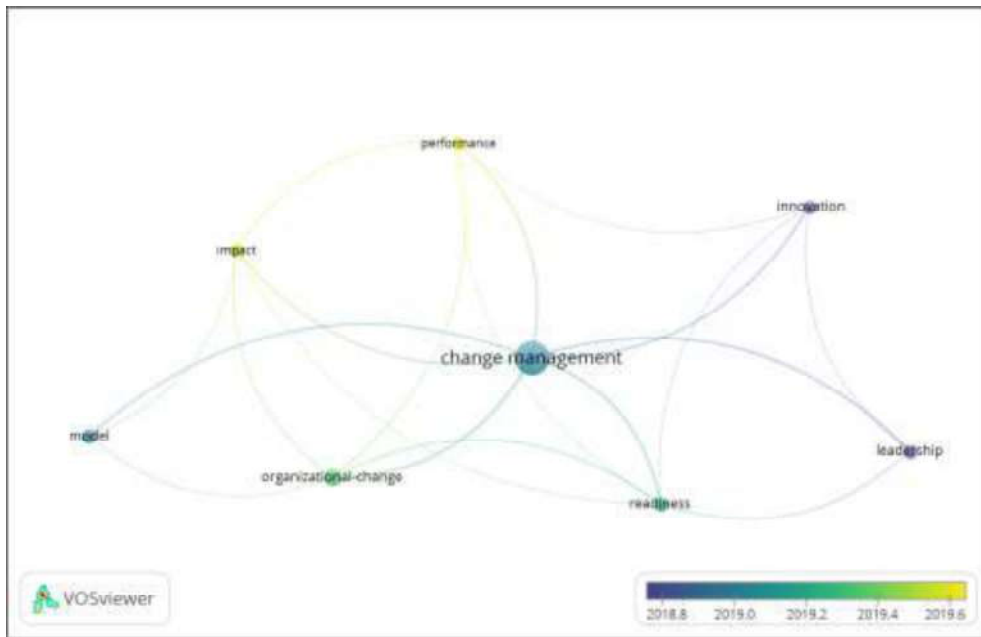 performance
innovation
impact
change management
model
organizational-change
leadership
readiness
VOSviewer
2018.8 2019.0 2019.2 2019.4 2019.6